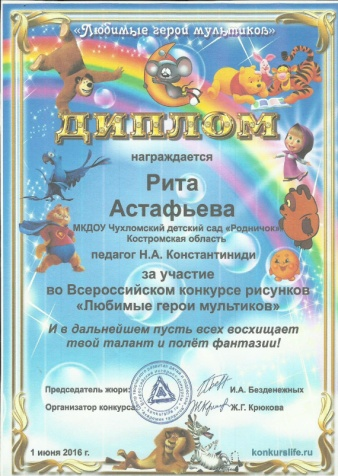 «Любимые герои мультиков»
ДИПЛОМ
награждается
Рита
Астафьева
МКДОУ Чухломский детский сад «Родничок»
Костромская область
педагог Н.А. Константиниди
за участие
во Всероссийском конкурсе рисунков
«Любимые герои мультиков»
И в дальнейшем пусть всех восхищает
твой талант и полёт фантазии!
Председатель жюри: И.А. Безденежных
Организатор конкурса: Ж.Г. Крюкова
1 июня 2016 г. konkurslife.ru